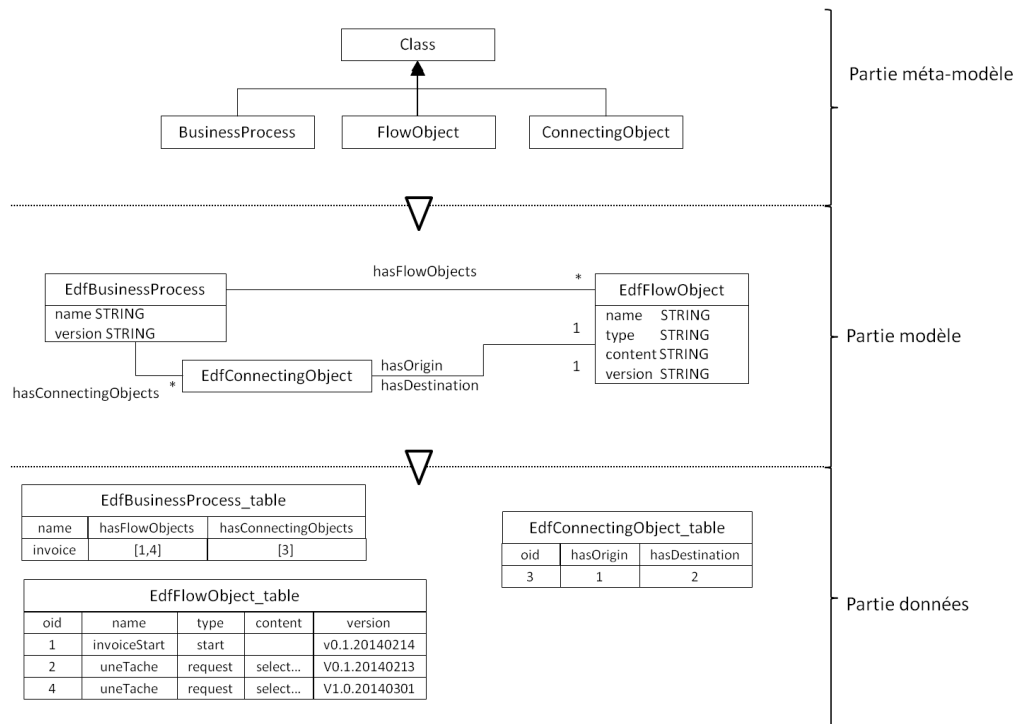 Class
Partie méta-modèle
BusinessProcess FlowObject ConnectingObject
hasFlowObjects *
EdfBusinessProcess
name STRING
version STRING
EdfFlowObject
name STRING
type STRING
content STRING
version STRING
1
1
Partie modèle
EdfConnectingObject
hasOrigin
hasDestination
hasConnectingObjects *
EdfBusinessProcess_table
name hasFlowObjects hasConnectingObjects
invoice [1,4] [3]
EdfConnectingObject_table
oid hasOrigin hasDestination
3 1 2
Partie données
EdfFlowObject_table
oid name type content version
1 invoiceStart start v0.1.20140214
2 uneTache request select... V0.1.20140213
4 uneTache request select... V1.0.20140301